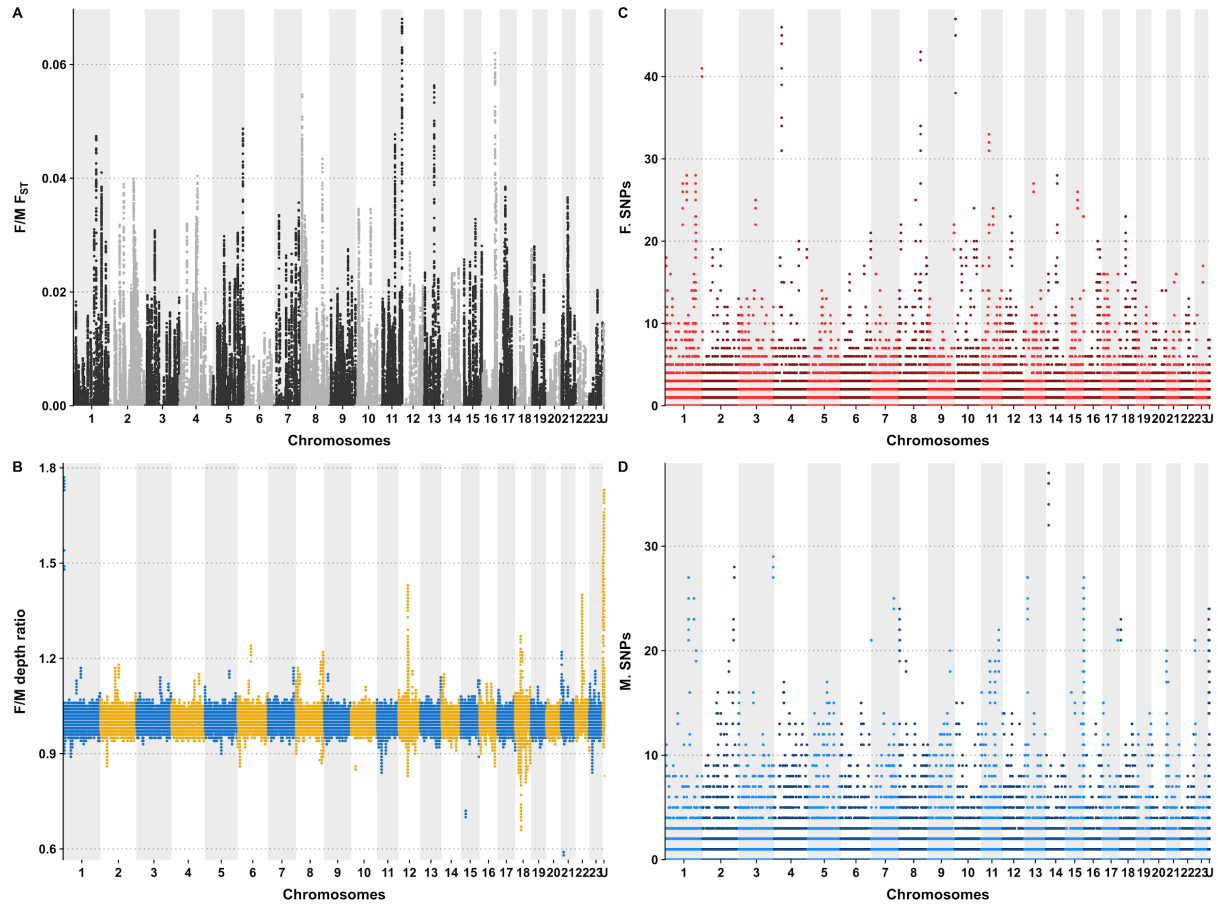 A
F/M FST
0.06
0.04
0.02
0.00
1 2 3 4 5 6 7 8 9 10 11 12 13 14 15 16 17 18 19 20 21 22 23 U
Chromosomes
C
F. SNPs
40
30
20
10
0
1 2 3 4 5 6 7 8 9 10 11 12 13 14 15 16 17 18 19 20 21 22 23 U
Chromosomes
B
F/M depth ratio
1.8
1.5
1.2
0.9
0.6
1 2 3 4 5 6 7 8 9 10 11 12 13 14 15 16 17 18 19 20 21 22 23 U
Chromosomes
D
M. SNPs
30
20
10
0
1 2 3 4 5 6 7 8 9 10 11 12 13 14 15 16 17 18 19 20 21 22 23 U
Chromosomes